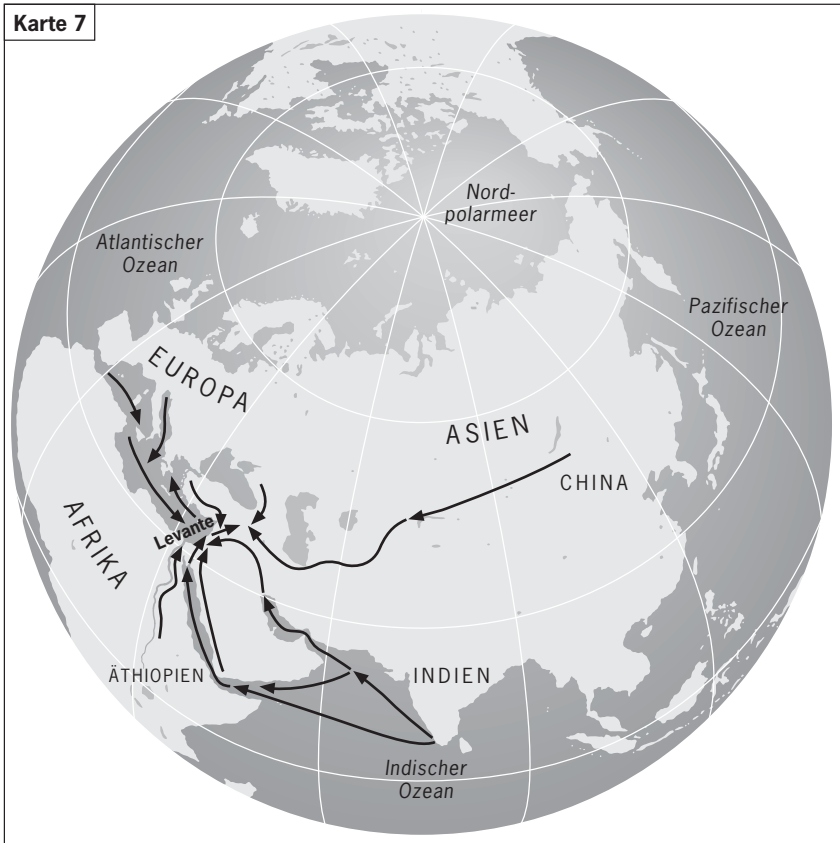 Karte 7
Nord-
polarmeer
Atlantischer
Ozean
Pazifischer
Ozean
EUROPA
ASIEN
CHINA
AFRIKA
Levante
ÄTHIOPIEN
INDIEN
Indischer
Ozean